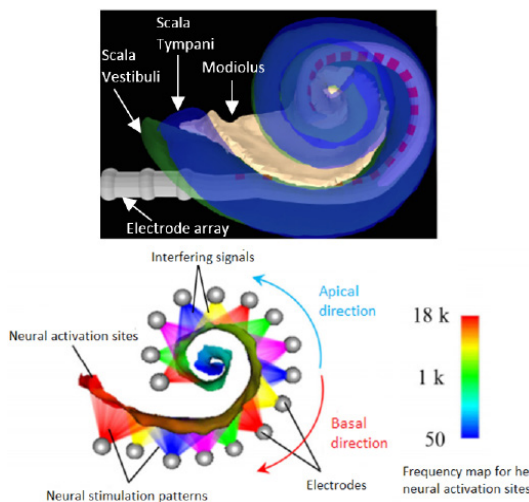 Scala
Tympani
Scala
Vestibuli
Modiolus
Electrode array
Interfering signals
Apical
direction
Neural activation sites
18 k
1 k
50
Basal
direction
Electrodes
Neural stimulation patterns
Frequency map for he
neural activation sites